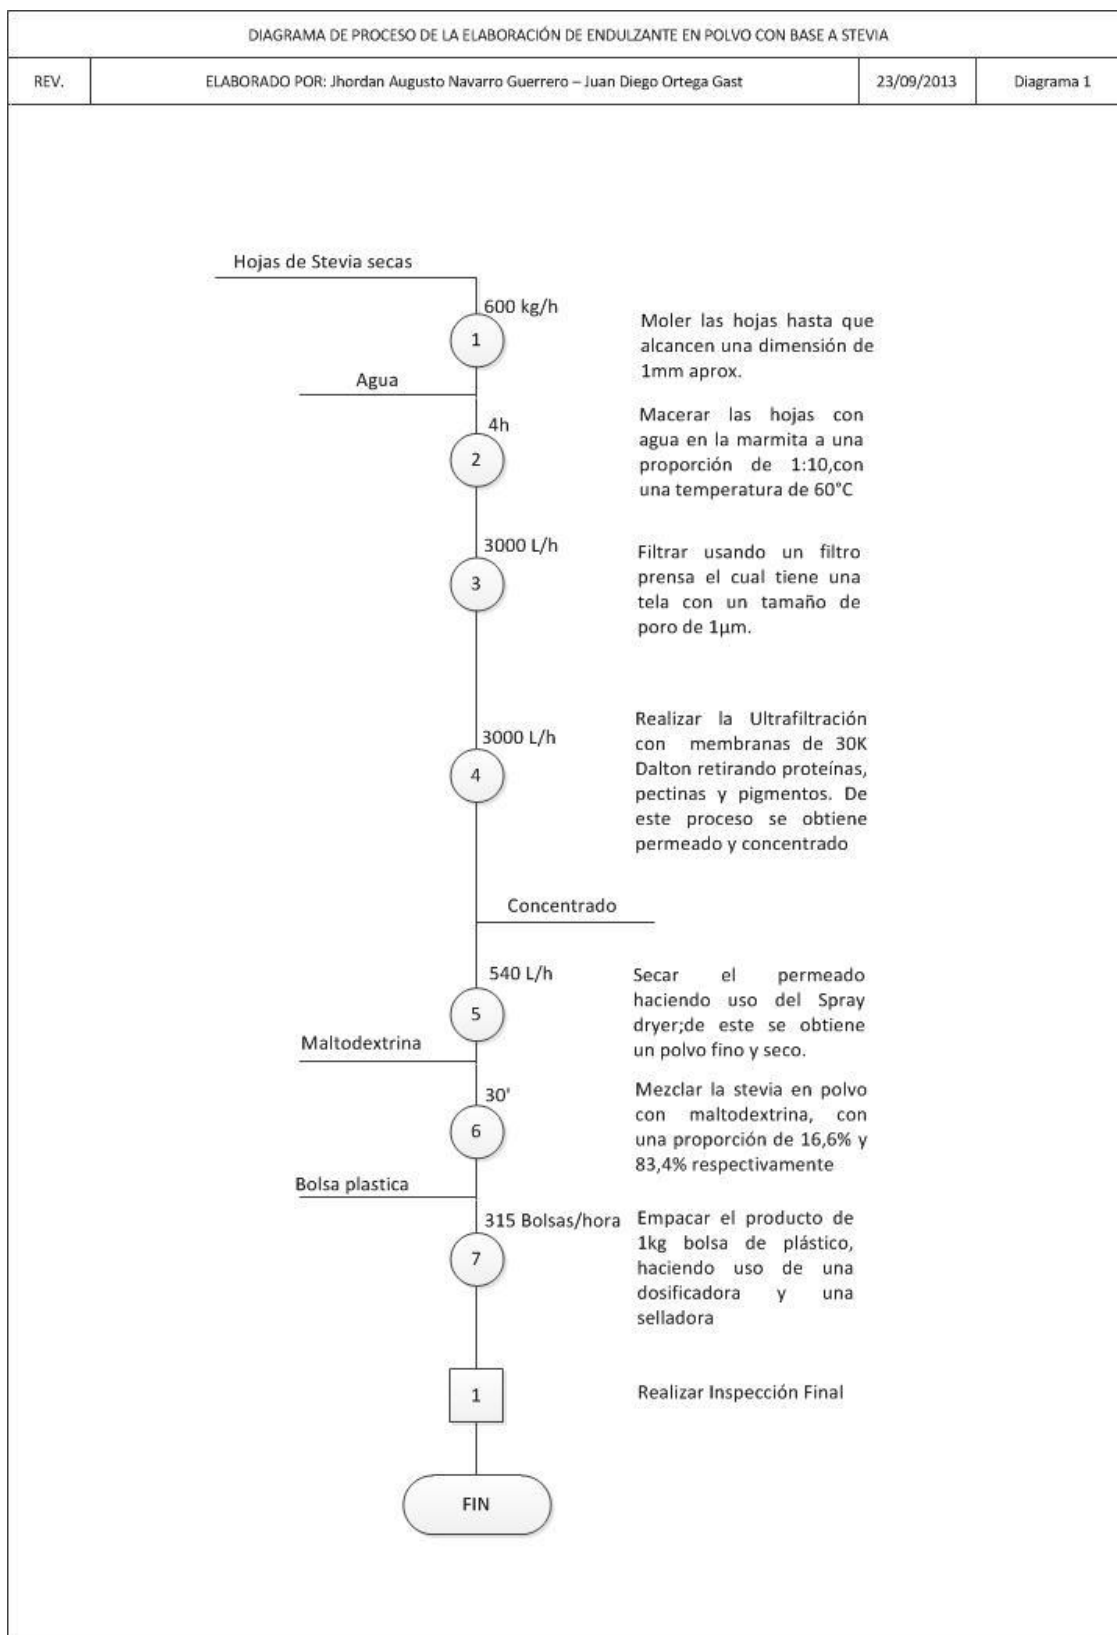 DIAGRAMA DE PROCESO DE LA ELABORACIÓN DE ENDULZANTE EN POLVO CON BASE A STEVIA
REV.
ELABORADO POR: Jhordan Augusto Navarro Guerrero – Juan Diego Ortega Gast
23/09/2013
Diagrama 1
Hojas de Stevia secas
600 kg/h
1
Moler las hojas hasta que
alcancen una dimensión de
1mm aprox.
Agua
4h
2
Macerar las hojas con
agua en la marmita a una
proporción de 1:10,con
una temperatura de 60°C
3000 L/h
3
Filtrar usando un filtro
prensa el cual tiene una
tela con un tamaño de
poro de 1µm.
3000 L/h
4
Realizar la Ultrafiltración
con membranas de 30K
Dalton retirando proteínas,
pectinas y pigmentos. De
este proceso se obtiene
permeado y concentrado
Concentrado
540 L/h
5
Secar el permeado
haciendo uso del Spray
dryer;de este se obtiene
un polvo fino y seco.
Maltodextrina
30'
6
Mezclar la stevia en polvo
con maltodextrina, con
una proporción de 16,6% y
83,4% respectivamente
Bolsa plastica
315 Bolsas/hora
7
Empacar el producto de
1kg bolsa de plástico,
haciendo uso de una
dosificadora y una
selladora
1
Realizar Inspección Final
FIN